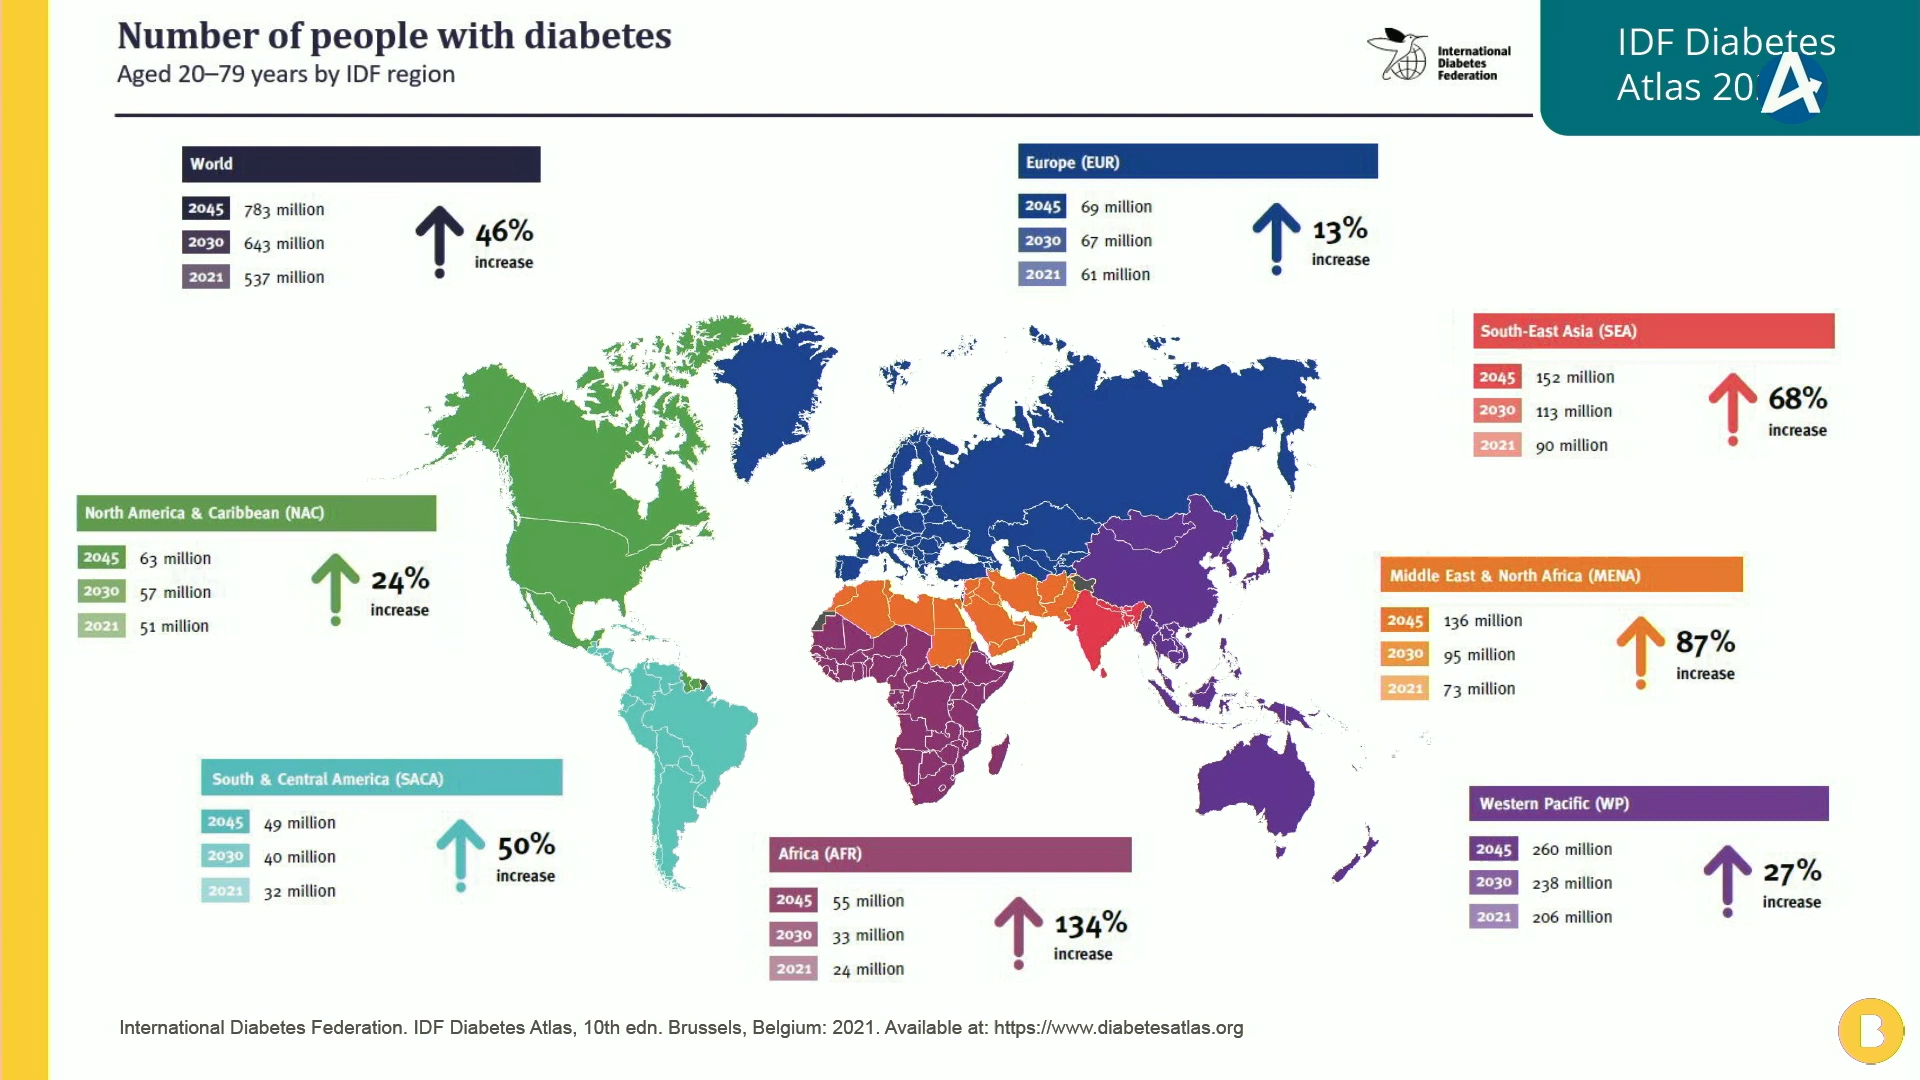 Number of people with diabetes
Aged 20–79 years by IDF region
International
Diabetes
Federation
IDF Diabetes
Atlas
World
2045 783 million
2030 643 million
2021 537 million
46%
increase
Europe (EUR)
2045 69 million
2030 67 million
2021 61 million
13%
increase
South-East Asia (SEA)
2045 152 million
2030 113 million
2021 90 million
68%
increase
North America & Caribbean (NAC)
2045 63 million
2030 57 million
2021 51 million
24%
increase
Middle East & North Africa (MENA)
2045 136 million
2030 95 million
2021 73 million
87%
increase
South & Central America (SACA)
2045 49 million
2030 40 million
2021 32 million
50%
increase
Africa (AFR)
2045 55 million
2030 33 million
2021 24 million
134%
increase
Western Pacific (WP)
2045 260 million
2030 238 million
2021 206 million
27%
increase
International Diabetes Federation. IDF Diabetes Atlas, 10th edn. Brussels, Belgium: 2021. Available at: https://www.diabetesatlas.org
B